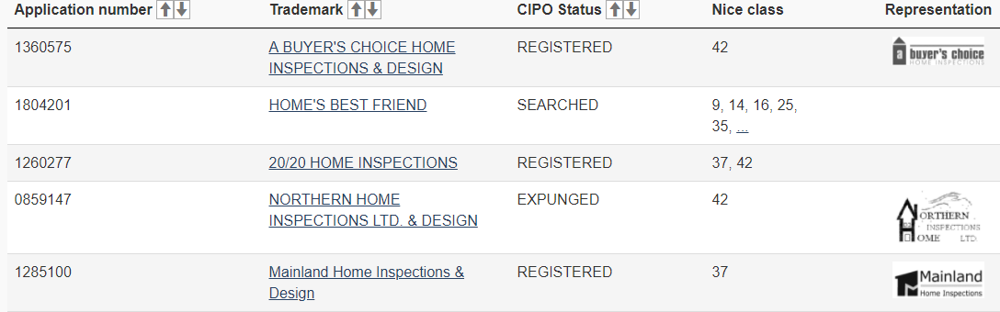 Application number Trademark CIPO Status Nice class Representation
1360575 A BUYER'S CHOICE HOME REGISTERED 42
INSPECTIONS & DESIGN
a buyer's choice
HOME INSPECTIONS
1804201 HOME'S BEST FRIEND SEARCHED 9, 14, 16, 25,
35, ...
1260277 20/20 HOME INSPECTIONS REGISTERED 37, 42
0859147 NORTHERN HOME EXPUNGED 42
INSPECTIONS LTD. & DESIGN
NORTHERN
INSPECTIONS
HOME LTD.
1285100 Mainland Home Inspections & REGISTERED 37
Design
Mainland
Home Inspections